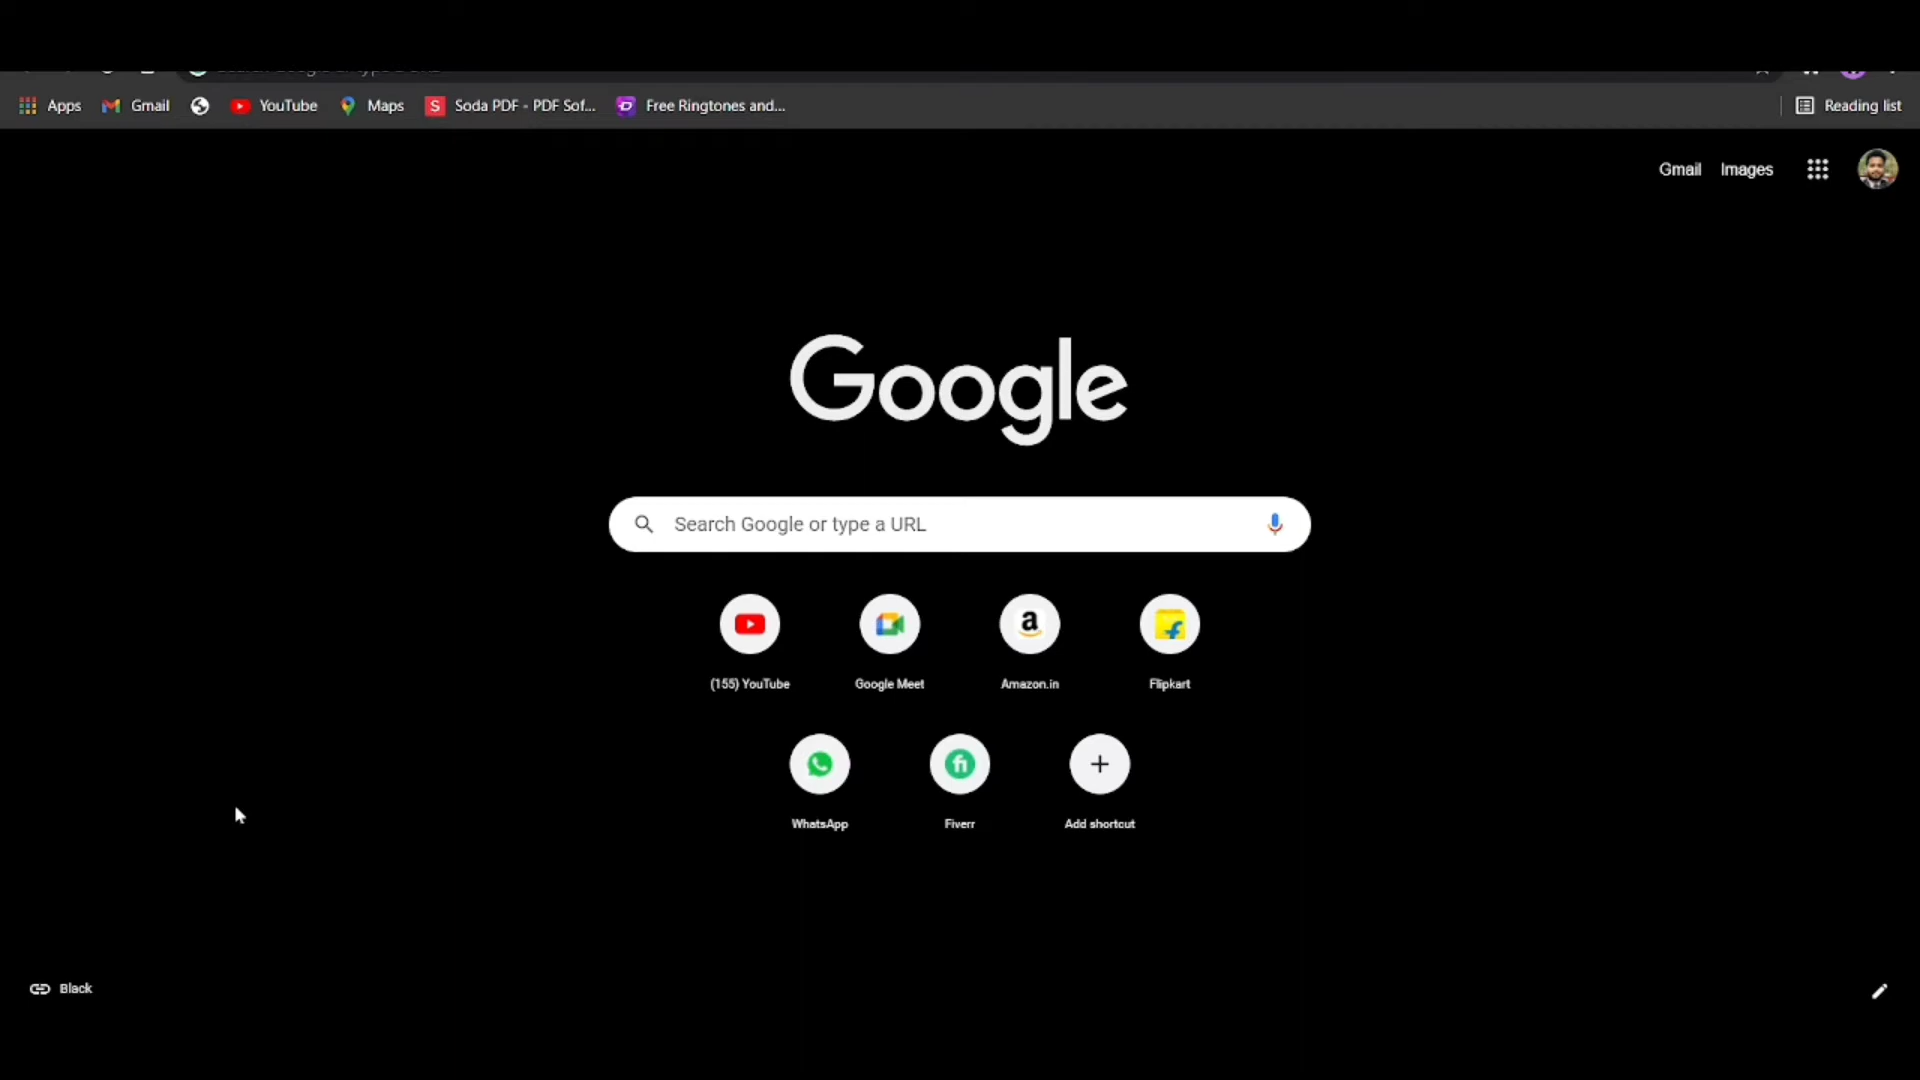 Apps Gmail YouTube Maps Soda PDF - PDF Sof... Free Ringtones and... Reading list
Gmail Images
Google
Search Google or type a URL
(155) YouTube Google Meet Amazon.in Flipkart
WhatsApp Fiverr Add shortcut
Black